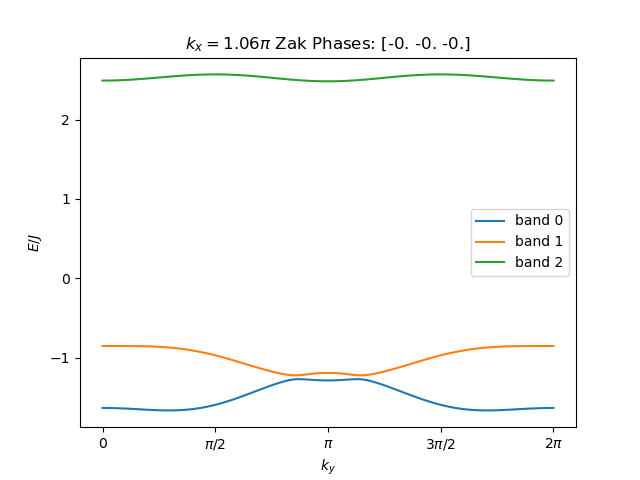 $k_x = 1.06\pi$ Zak Phases: [-0. -0. -0.]
E/J
2
1
0
−1
band 0
band 1
band 2
0
π/2
π
3π/2
2π
$k_y$